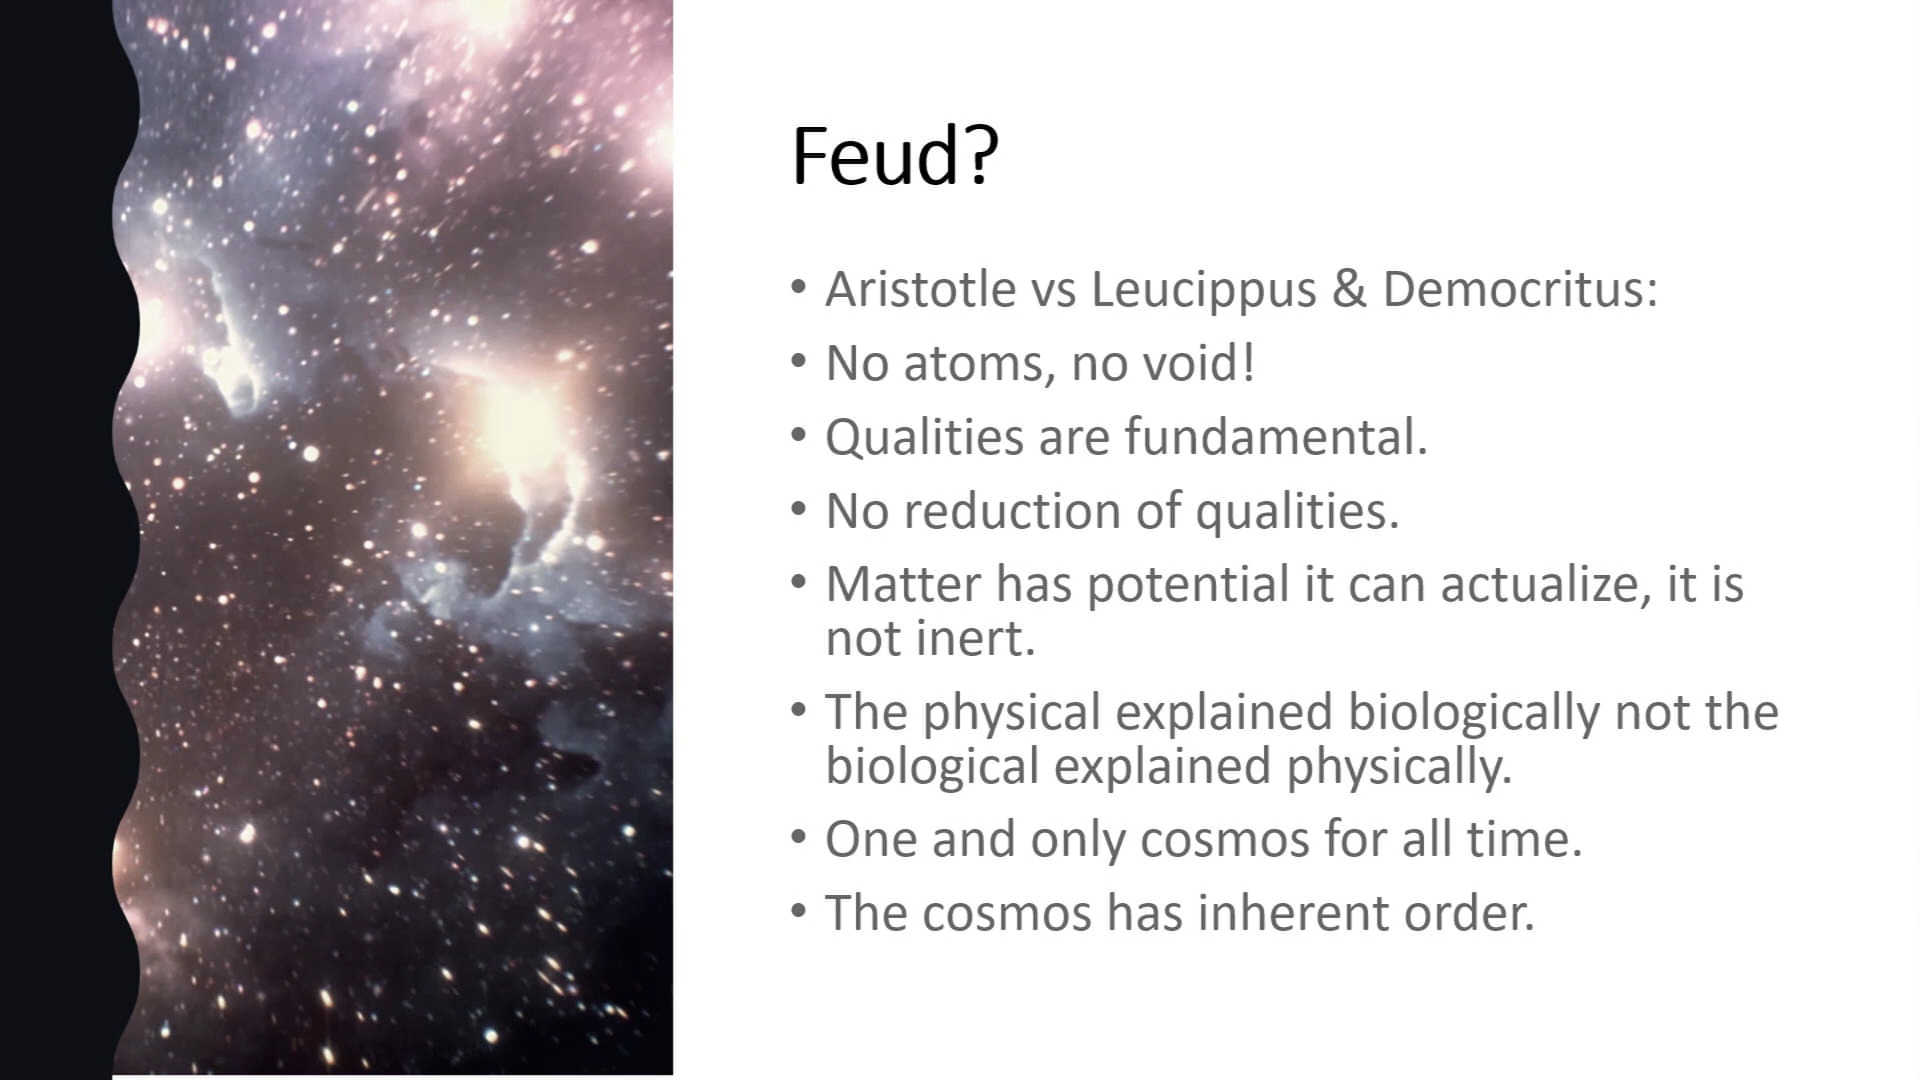 Feud?
• Aristotle vs Leucippus & Democritus:
• No atoms, no void!
• Qualities are fundamental.
• No reduction of qualities.
• Matter has potential it can actualize, it is
not inert.
• The physical explained biologically not the
biological explained physically.
• One and only cosmos for all time.
• The cosmos has inherent order.